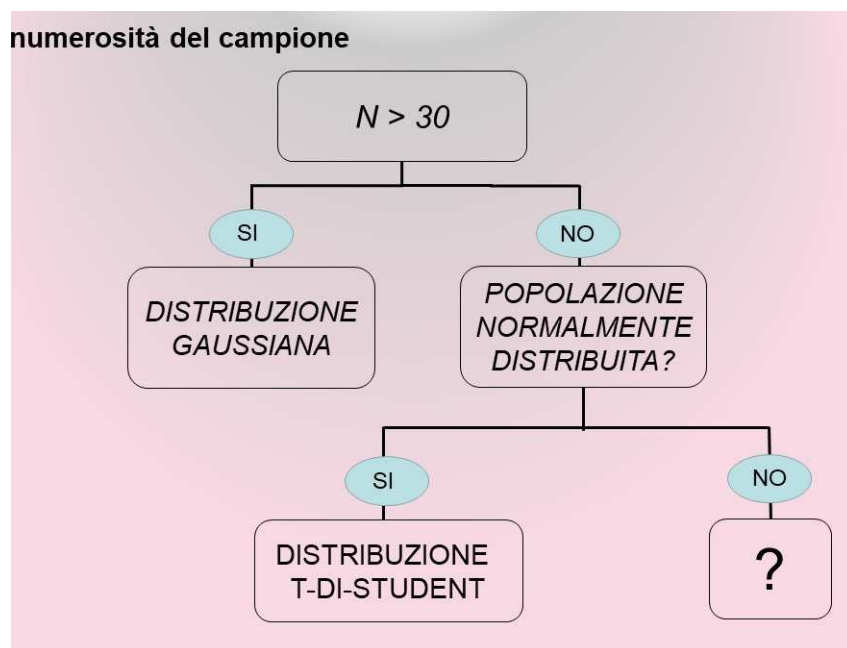 numerosità del campione
N > 30
SI
NO
DISTRIBUZIONE
GAUSSIANA
POPOLAZIONE
NORMALMENTE
DISTRIBUITA?
SI
NO
DISTRIBUZIONE
T-DI-STUDENT
?